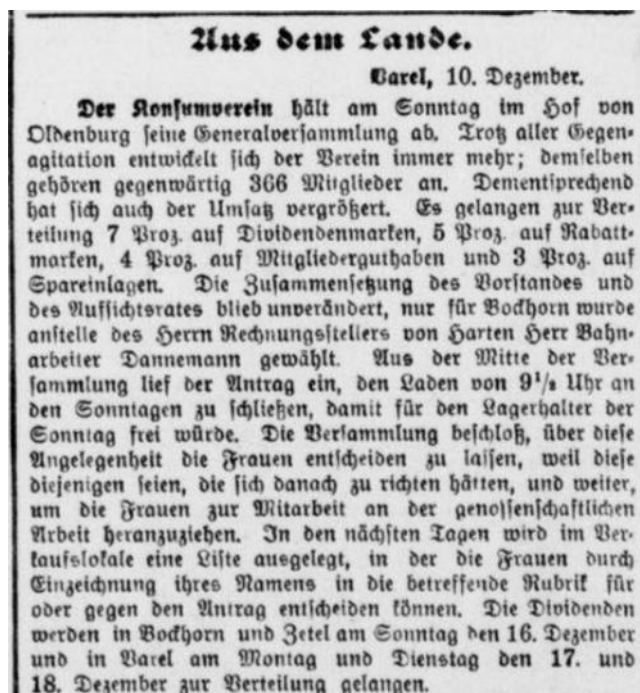 Aus dem Lande.
Varel, 10. Dezember.
Der Konsumverein hält am Sonntag im Hof von
Oldenburg seine Generalversammlung ab. Trotz aller Gegen-
agitation entwickelt sich der Verein immer mehr; demselben
gehören gegenwärtig 366 Mitglieder an. Dementsprechend
hat sich auch der Umsatz vergrößert. Es gelangen zur Ver-
teilung 7 Proz. auf Dividendenmarken, 5 Proz. auf Rabatt-
marken, 4 Proz. auf Mitgliederguthaben und 3 Proz. auf
Spareinlagen. Die Zusammensetzung des Vorstandes und
des Aufsichtsrates blieb unverändert, nur für Bockhorn wurde
anstelle des Herrn Rechnungsstellers von Harten Herr Bahn-
arbeiter Dannemann gewählt. Aus der Mitte der Ver-
sammlung lief der Antrag ein, den Laden von 9½ Uhr an
den Sonntagen zu schließen, damit für den Lagerhalter der
Sonntag frei würde. Die Versammlung beschloß, über diese
Angelegenheit die Frauen entscheiden zu lassen, weil diese
diejenigen seien, die sich danach zu richten hätten, und weiter,
um die Frauen zur Mitarbeit an der genossenschaftlichen
Arbeit heranzuziehen. In den nächsten Tagen wird im Ver-
kaufslokale eine Liste ausgelegt, in der die Frauen durch
Einzeichnung ihres Namens in die betreffende Rubrik für
oder gegen den Antrag entscheiden können. Die Dividenden
werden in Bockhorn und Zetel am Sonntag den 16. Dezember
und in Varel am Montag und Dienstag den 17. und
18. Dezember zur Verteilung gelangen.